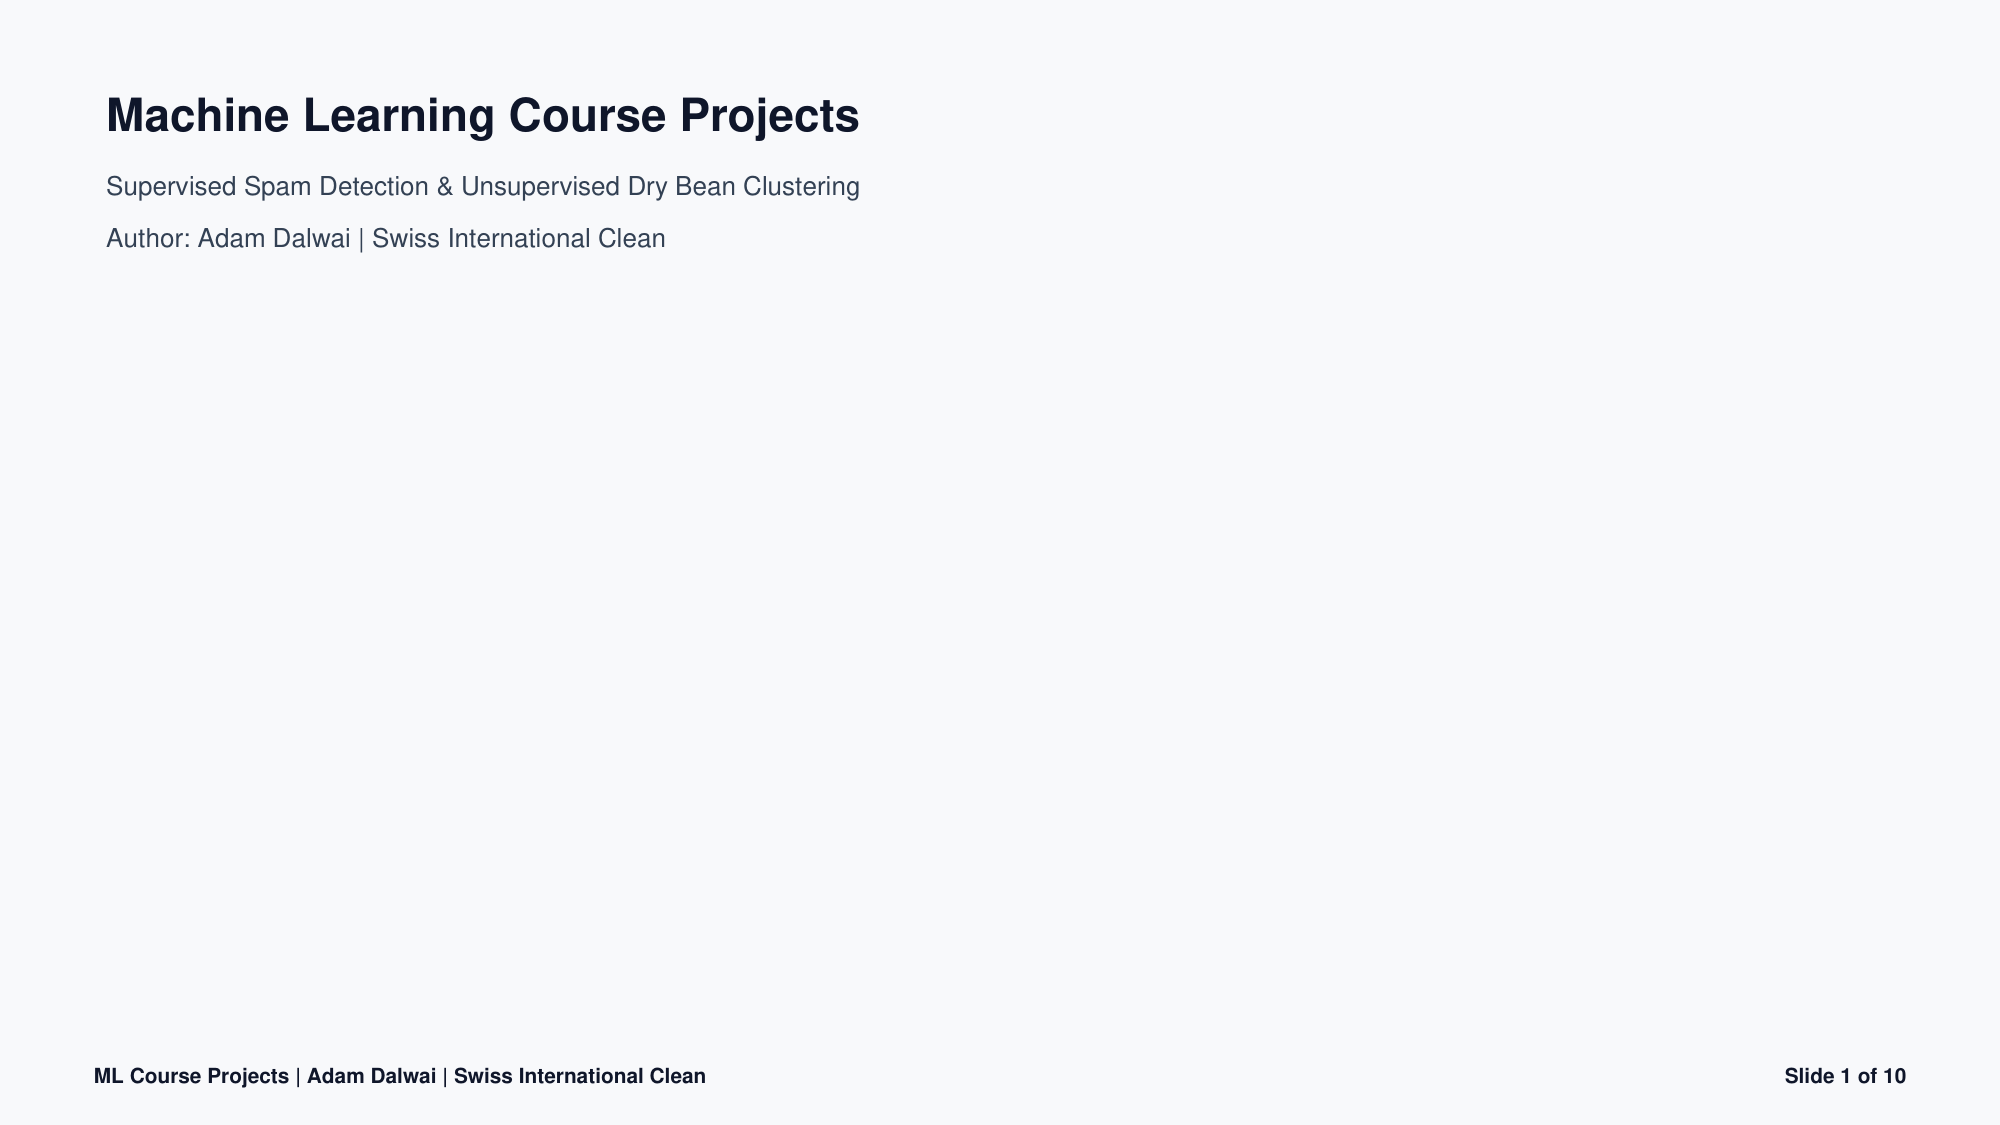 Machine Learning Course Projects
Supervised Spam Detection & Unsupervised Dry Bean Clustering
Author: Adam Dalwai | Swiss International Clean
ML Course Projects | Adam Dalwai | Swiss International Clean
Slide 1 of 10